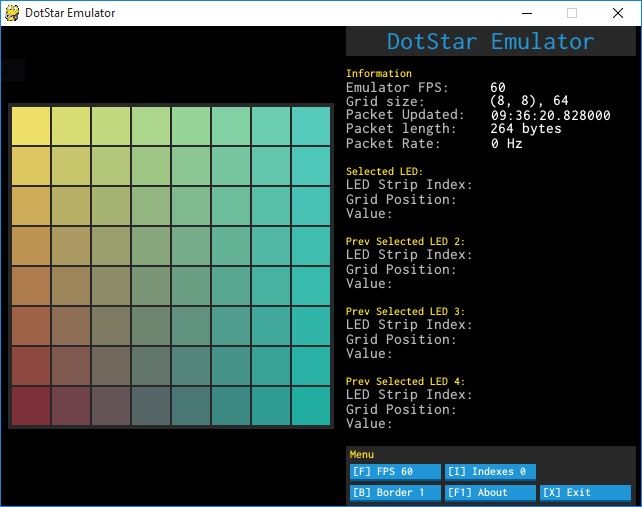 DotStar Emulator
DotStar Emulator
Information
Emulator FPS: 60
Grid size: (8, 8), 64
Packet Updated: 09:36:20.828000
Packet length: 264 bytes
Packet Rate: 0 Hz
Selected LED:
LED Strip Index:
Grid Position:
Value:
Prev Selected LED 2:
LED Strip Index:
Grid Position:
Value:
Prev Selected LED 3:
LED Strip Index:
Grid Position:
Value:
Prev Selected LED 4:
LED Strip Index:
Grid Position:
Value:
Menu
[F] FPS 60 [I] Indexes 0
[B] Border 1 [F1] About [X] Exit